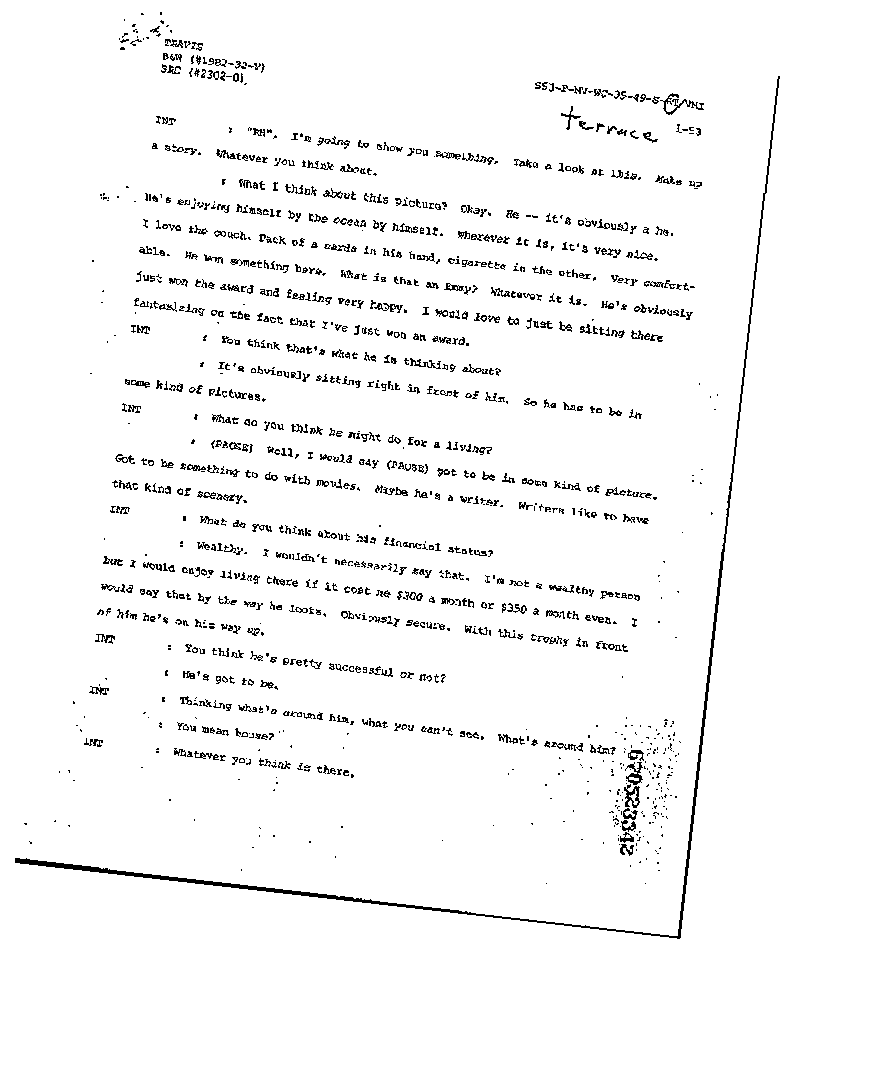 TRAVIS
B&W (#1982-32-V)
SRC (#2302-0)
SSJ-F-NV-WC-35-49-5-RT/VNI
terrace 1-53
INT : "RH". I'm going to show you something. Take a look at this. Make up
a story. Whatever you think about.
: What I think about this picture? Okay. He -- it's obviously a he.
He's enjoying himself by the ocean by himself. Wherever it is, it's very nice.
I love the couch. Pack of a cards in his hand, cigarette in the other. Very comfort-
able. He won something here. What is that an Emmy? Whatever it is. He's obviously
just won the award and feeling very happy. I would love to just be sitting there
fantasizing on the fact that I've just won an award.
INT : You think that's what he is thinking about?
: It's obviously sitting right in front of him. So he has to be in
some kind of pictures.
INT : What do you think he might do for a living?
: (PAUSE) Well, I would say (PAUSE) got to be in some kind of picture.
Got to be something to do with movies. Maybe he's a writer. Writers like to have
that kind of scenery.
INT : What do you think about his financial status?
: Wealthy. I wouldn't necessarily say that. I'm not a wealthy person
but I would enjoy living there if it cost me $300 a month or $350 a month even. I
would say that by the way he looks. Obviously secure. With this trophy in front
of him he's on his way up.
INT : You think he's pretty successful or not?
: He's got to be.
INT : Thinking what's around him, what you can't see. What's around him?
: You mean house?
INT : Whatever you think is there.
670523342